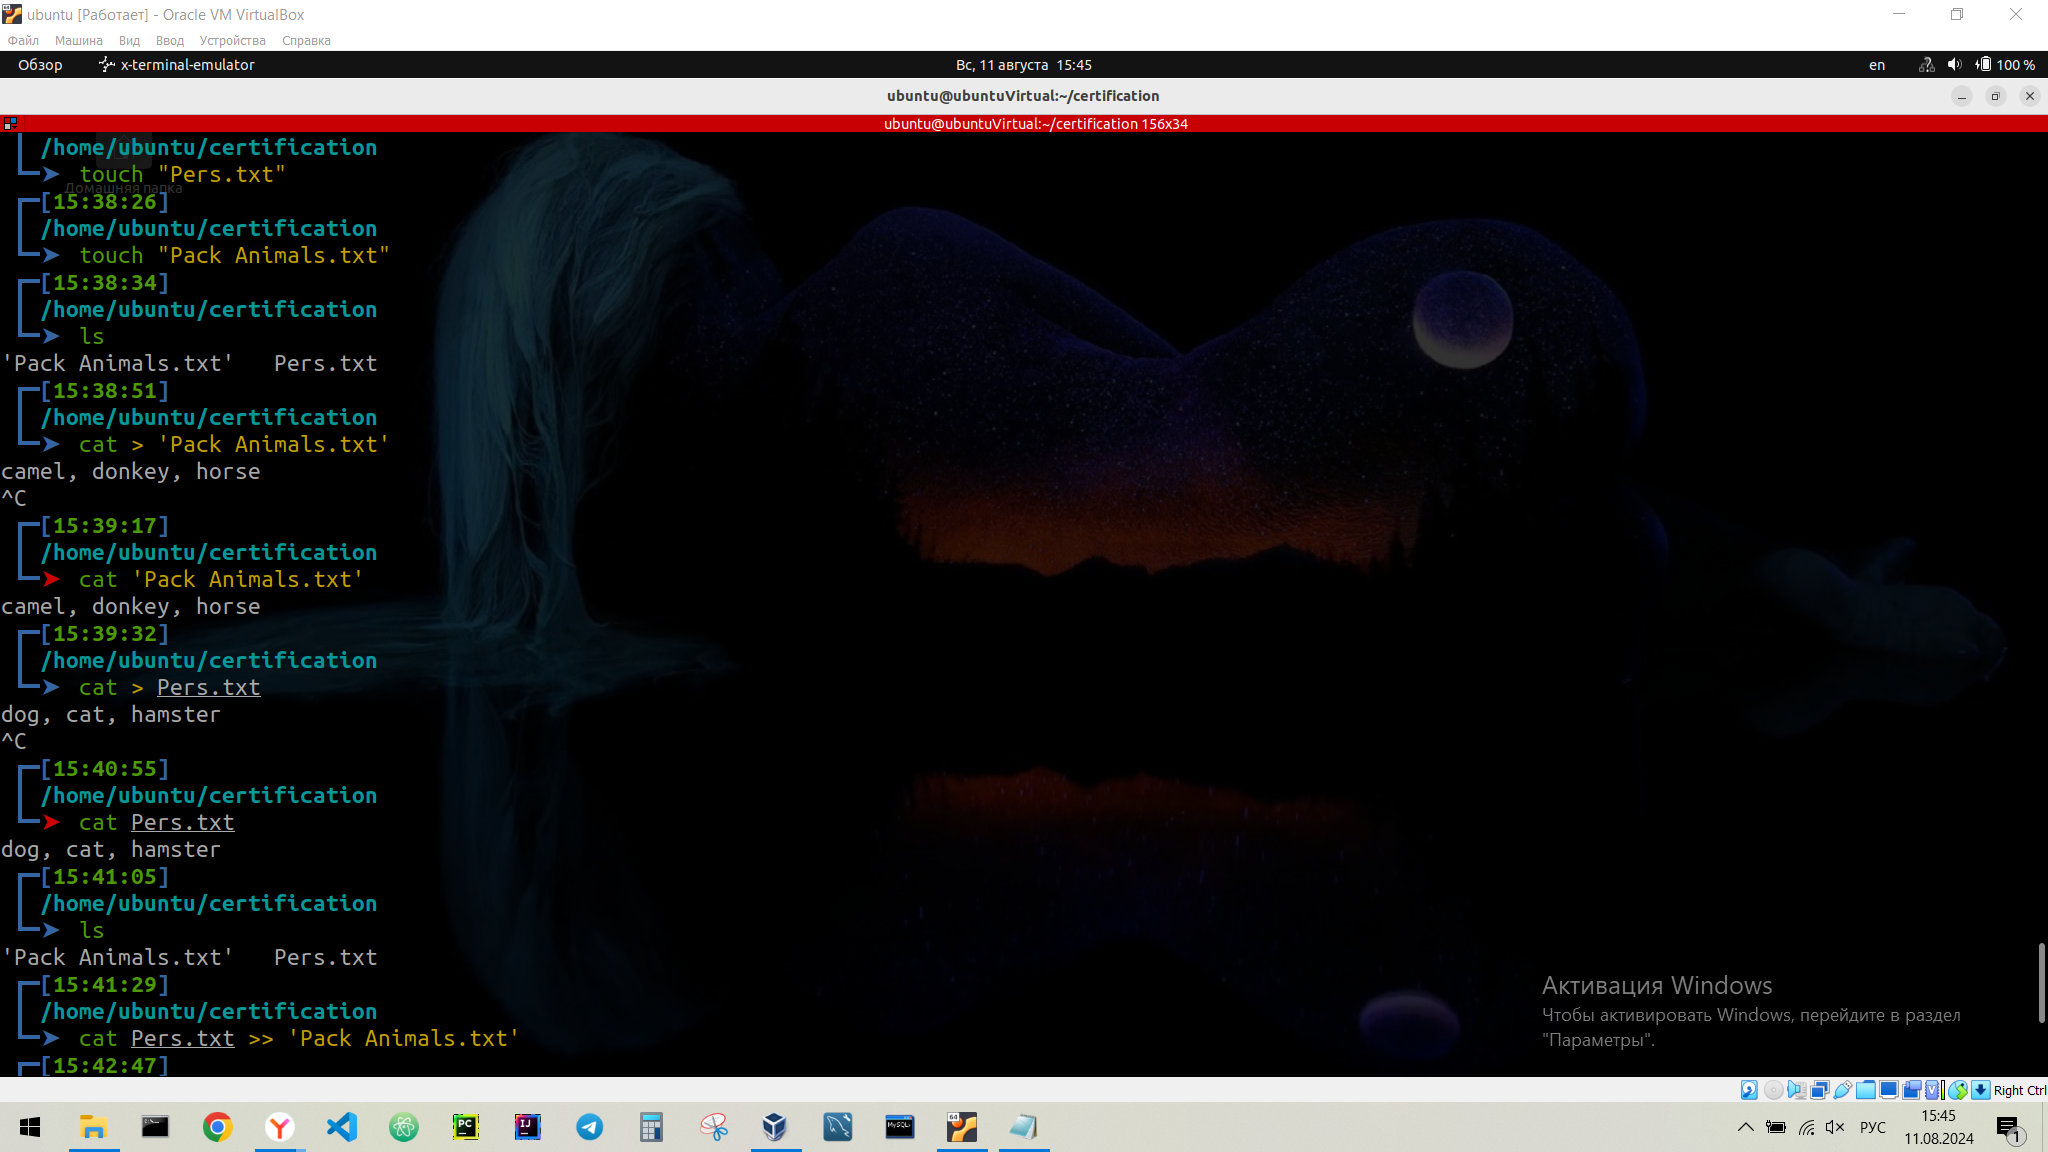 ubuntu [Работает] - Oracle VM VirtualBox
Файл Машина Вид Ввод Устройства Справка
Обзор x-terminal-emulator Вс, 11 августа 15:45 en 100 %
ubuntu@ubuntuVirtual:~/certification
ubuntu@ubuntuVirtual:~/certification 156x34
/home/ubuntu/certification
touch "Pers.txt"
Домашняя папка
[15:38:26]
/home/ubuntu/certification
touch "Pack Animals.txt"
[15:38:34]
/home/ubuntu/certification
ls
'Pack Animals.txt' Pers.txt
[15:38:51]
/home/ubuntu/certification
cat > 'Pack Animals.txt'
camel, donkey, horse
^C
[15:39:17]
/home/ubuntu/certification
cat 'Pack Animals.txt'
camel, donkey, horse
[15:39:32]
/home/ubuntu/certification
cat > Pers.txt
dog, cat, hamster
^C
[15:40:55]
/home/ubuntu/certification
cat Pers.txt
dog, cat, hamster
[15:41:05]
/home/ubuntu/certification
ls
'Pack Animals.txt' Pers.txt
[15:41:29]
/home/ubuntu/certification
cat Pers.txt >> 'Pack Animals.txt'
[15:42:47]
Активация Windows
Чтобы активировать Windows, перейдите в раздел
"Параметры".
Right Ctrl
PC IJ MySQL 64 РУС 15:45
11.08.2024 1